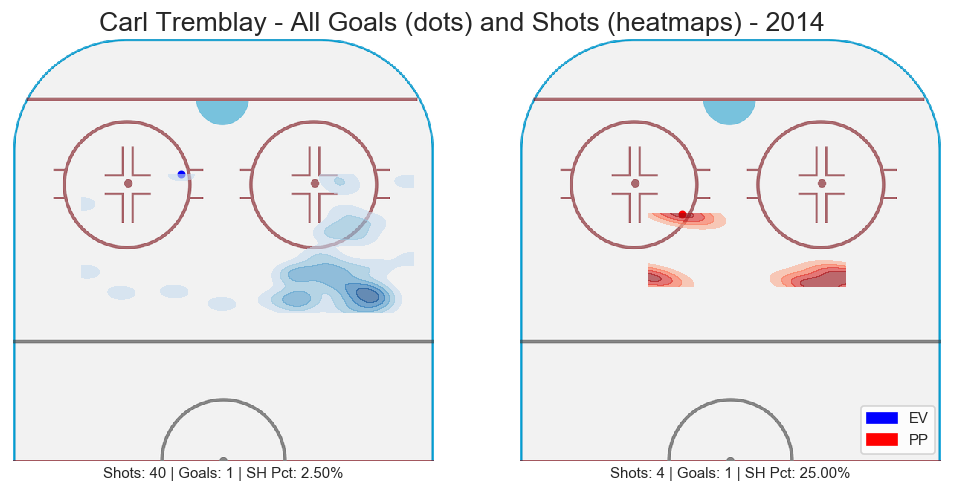 Carl Tremblay - All Goals (dots) and Shots (heatmaps) - 2014
EV
PP
Shots: 40 | Goals: 1 | SH Pct: 2.50%
Shots: 4 | Goals: 1 | SH Pct: 25.00%